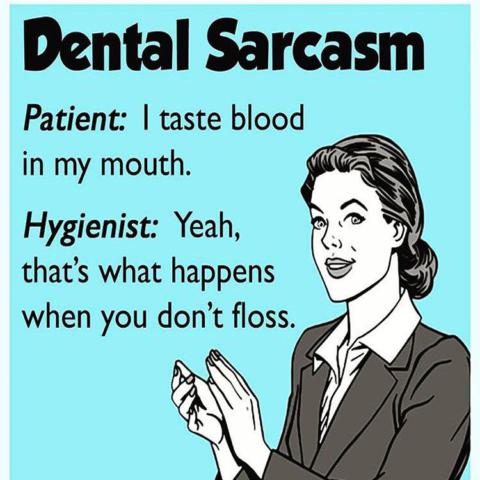 Dental Sarcasm
Patient: I taste blood
in my mouth.
Hygienist: Yeah,
that's what happens
when you don't floss.